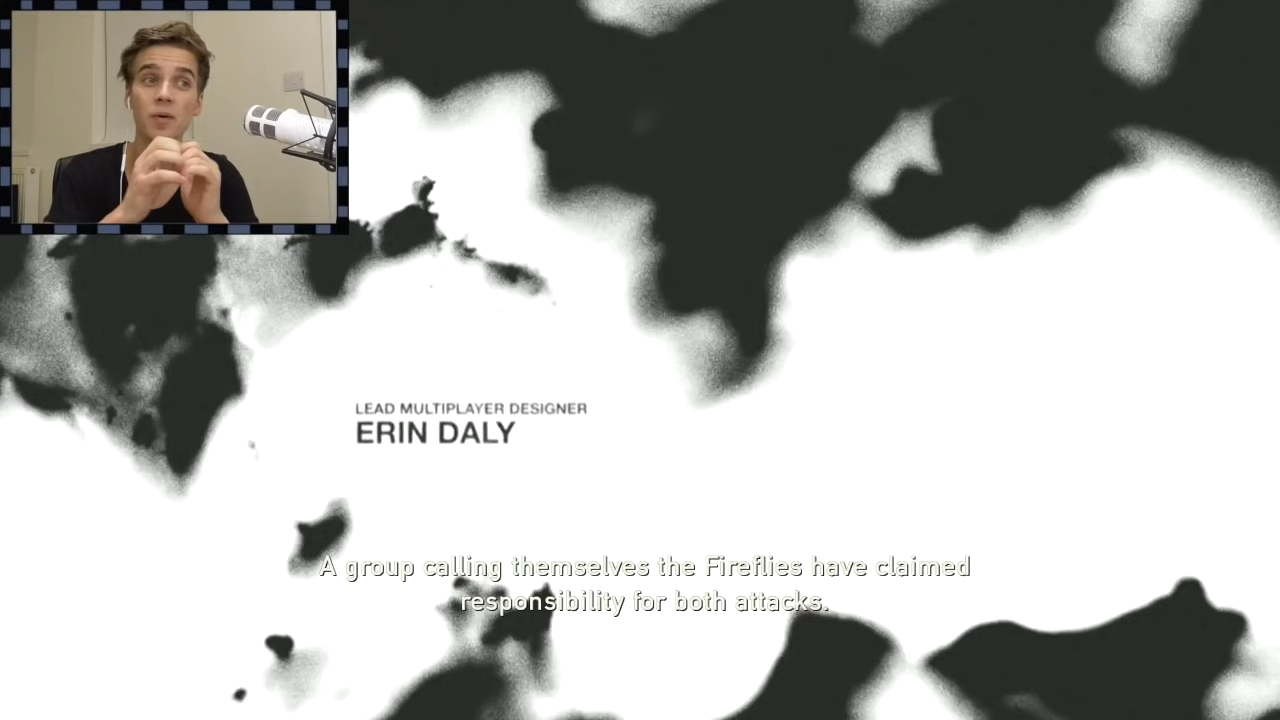 LEAD MULTIPLAYER DESIGNER
ERIN DALY
A group calling themselves the Fireflies have claimed
responsibility for both attacks.